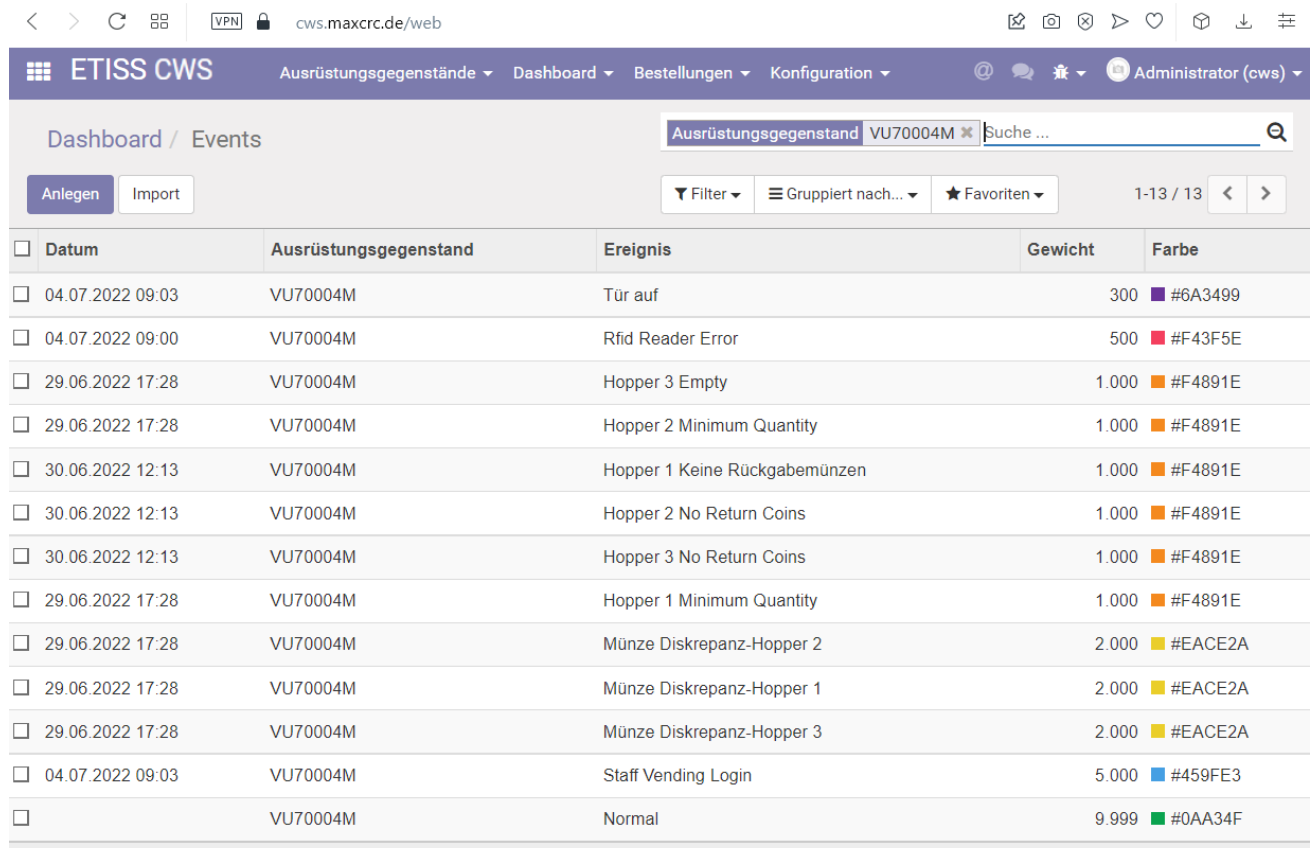 VPN cws.maxcrc.de/web
ETISS CWS Ausrüstungsgegenstände Dashboard Bestellungen Konfiguration @ Administrator (cws)
Dashboard / Events Ausrüstungsgegenstand VU70004M Suche ...
Anlegen Import Filter Gruppiert nach... Favoriten 1-13 / 13
Datum Ausrüstungsgegenstand Ereignis Gewicht Farbe
04.07.2022 09:03 VU70004M Tür auf 300 #6A3499
04.07.2022 09:00 VU70004M Rfid Reader Error 500 #F43F5E
29.06.2022 17:28 VU70004M Hopper 3 Empty 1.000 #F4891E
29.06.2022 17:28 VU70004M Hopper 2 Minimum Quantity 1.000 #F4891E
30.06.2022 12:13 VU70004M Hopper 1 Keine Rückgabemünzen 1.000 #F4891E
30.06.2022 12:13 VU70004M Hopper 2 No Return Coins 1.000 #F4891E
30.06.2022 12:13 VU70004M Hopper 3 No Return Coins 1.000 #F4891E
29.06.2022 17:28 VU70004M Hopper 1 Minimum Quantity 1.000 #F4891E
29.06.2022 17:28 VU70004M Münze Diskrepanz-Hopper 2 2.000 #EACE2A
29.06.2022 17:28 VU70004M Münze Diskrepanz-Hopper 1 2.000 #EACE2A
29.06.2022 17:28 VU70004M Münze Diskrepanz-Hopper 3 2.000 #EACE2A
04.07.2022 09:03 VU70004M Staff Vending Login 5.000 #459FE3
VU70004M Normal 9.999 #0AA34F